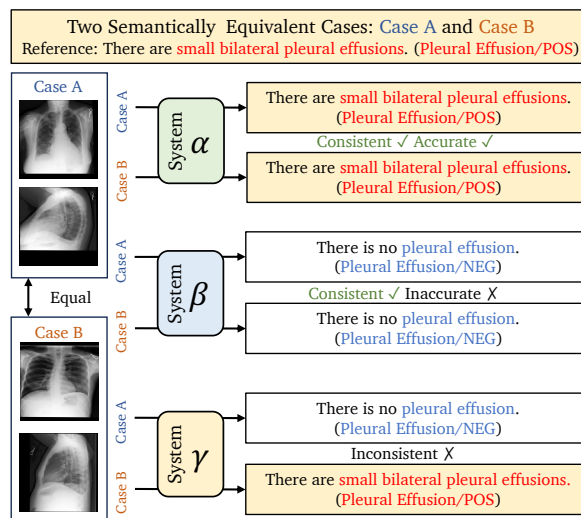 Two Semantically Equivalent Cases: Case A and Case B
Reference: There are small bilateral pleural effusions. (Pleural Effusion/POS)
Case A
Equal
Case B
Case A
Case B
System
α
There are small bilateral pleural effusions.
(Pleural Effusion/POS)
Consistent ✓ Accurate ✓
There are small bilateral pleural effusions.
(Pleural Effusion/POS)
Case A
Case B
System
β
There is no pleural effusion.
(Pleural Effusion/NEG)
Consistent ✓ Inaccurate ✗
There is no pleural effusion.
(Pleural Effusion/NEG)
Case A
Case B
System
γ
There is no pleural effusion.
(Pleural Effusion/NEG)
Inconsistent ✗
There are small bilateral pleural effusions.
(Pleural Effusion/POS)